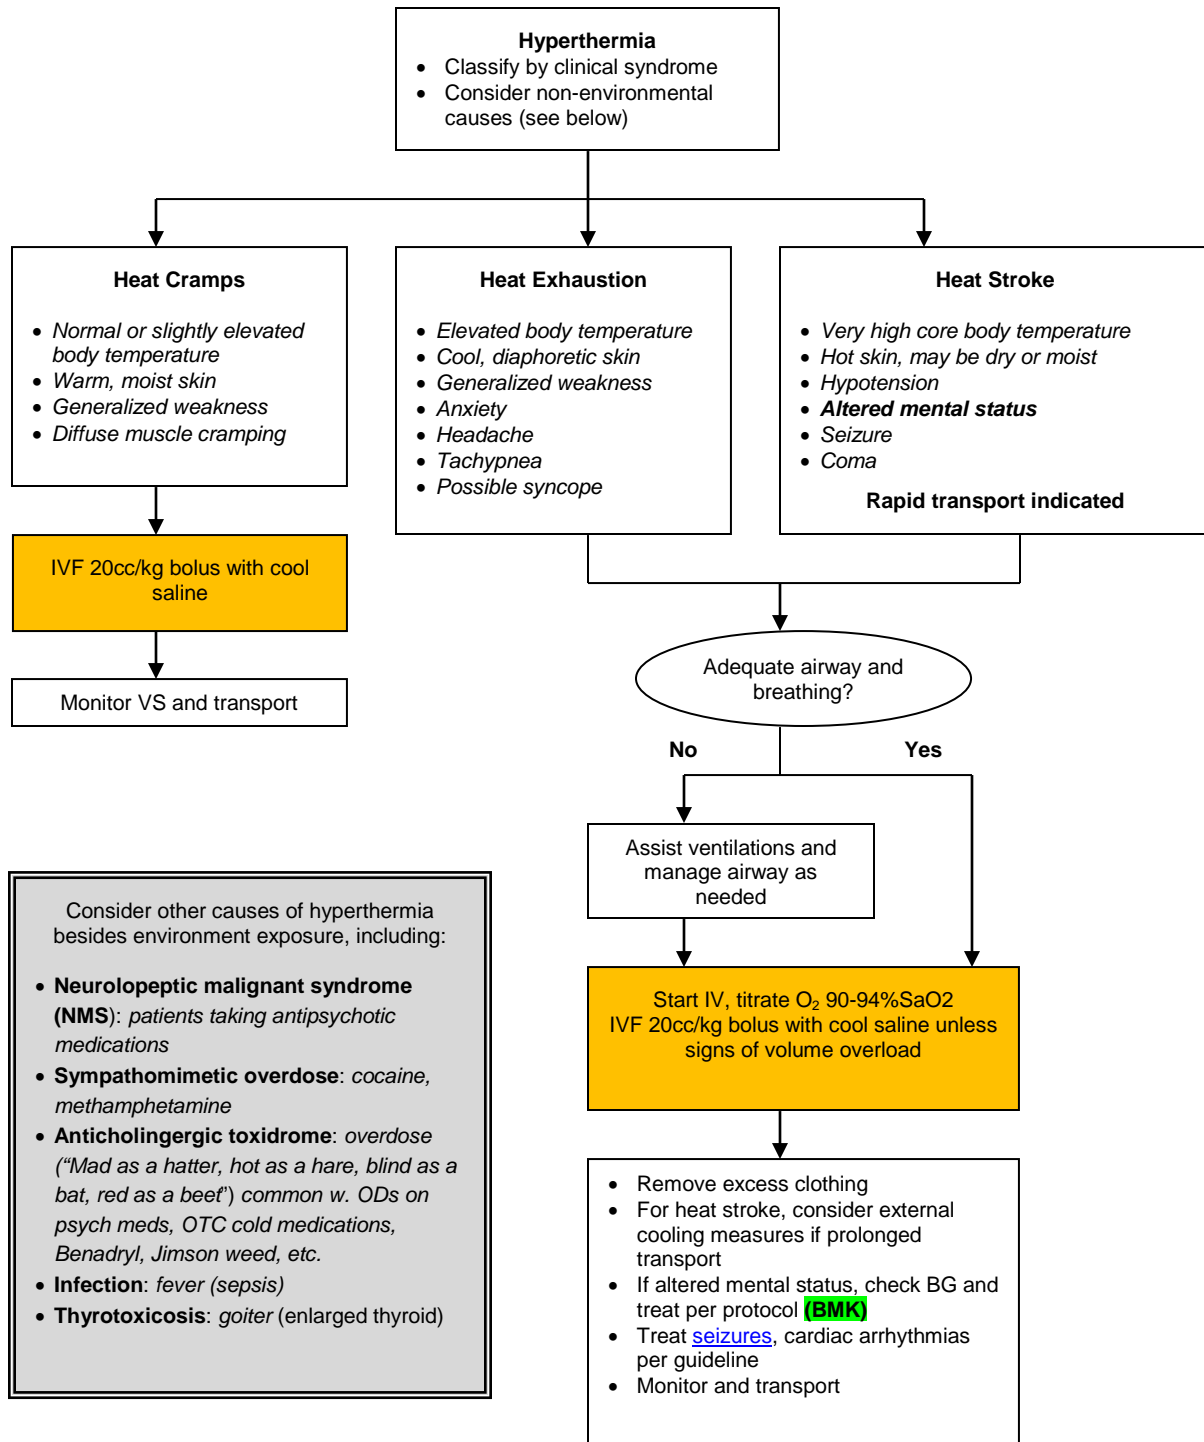 Hyperthermia
• Classify by clinical syndrome
• Consider non-environmental
causes (see below)
Heat Cramps
• Normal or slightly elevated
body temperature
• Warm, moist skin
• Generalized weakness
• Diffuse muscle cramping
Heat Exhaustion
• Elevated body temperature
• Cool, diaphoretic skin
• Generalized weakness
• Anxiety
• Headache
• Tachypnea
• Possible syncope
Heat Stroke
• Very high core body temperature
• Hot skin, may be dry or moist
• Hypotension
• Altered mental status
• Seizure
• Coma
Rapid transport indicated
IVF 20cc/kg bolus with cool
saline
Monitor VS and transport
Adequate airway and
breathing?
No
Yes
Assist ventilations and
manage airway as
needed
Start IV, titrate O₂ 90-94%SaO2
IVF 20cc/kg bolus with cool saline unless
signs of volume overload
• Remove excess clothing
• For heat stroke, consider external
cooling measures if prolonged
transport
• If altered mental status, check BG and
treat per protocol (BMK)
• Treat seizures, cardiac arrhythmias
per guideline
• Monitor and transport
Consider other causes of hyperthermia
besides environment exposure, including:
• Neurolopeptic malignant syndrome
(NMS): patients taking antipsychotic
medications
• Sympathomimetic overdose: cocaine,
methamphetamine
• Anticholingergic toxidrome: overdose
(“Mad as a hatter, hot as a hare, blind as a
bat, red as a beet”) common w. ODs on
psych meds, OTC cold medications,
Benadryl, Jimson weed, etc.
• Infection: fever (sepsis)
• Thyrotoxicosis: goiter (enlarged thyroid)